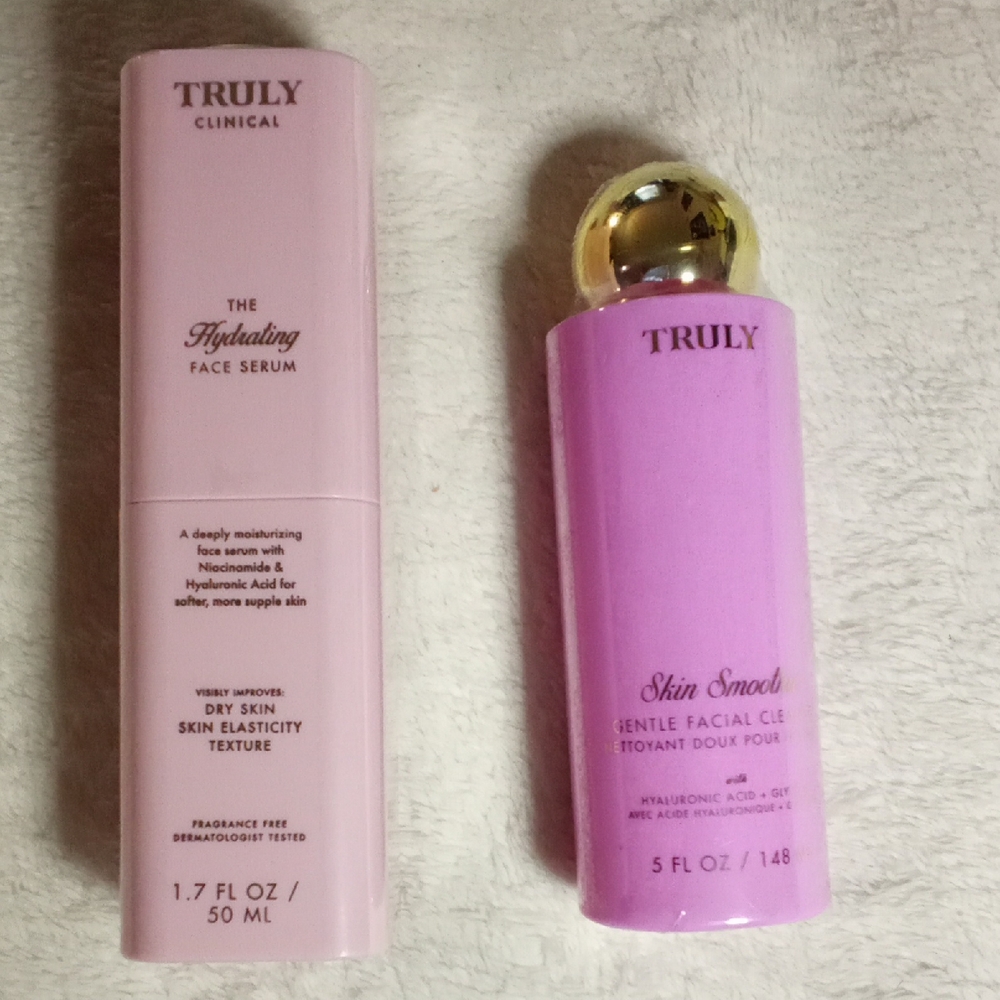 TRULY
CLINICAL
THE
Hydrating
FACE SERUM
A deeply moisturizing
face serum with
Niacinamide &
Hyaluronic Acid for
softer, more supple skin
VISIBLY IMPROVES:
DRY SKIN
SKIN ELASTICITY
TEXTURE
FRAGRANCE FREE
DERMATOLOGIST TESTED
1.7 FL OZ /
50 ML
TRULY
Skin
GENTLE FACIAL
NETTOYANT DOUX POUR
with
HYALURONIC ACID +
AVEC ACIDE HYALURONIQUE +
5 FL OZ / 148